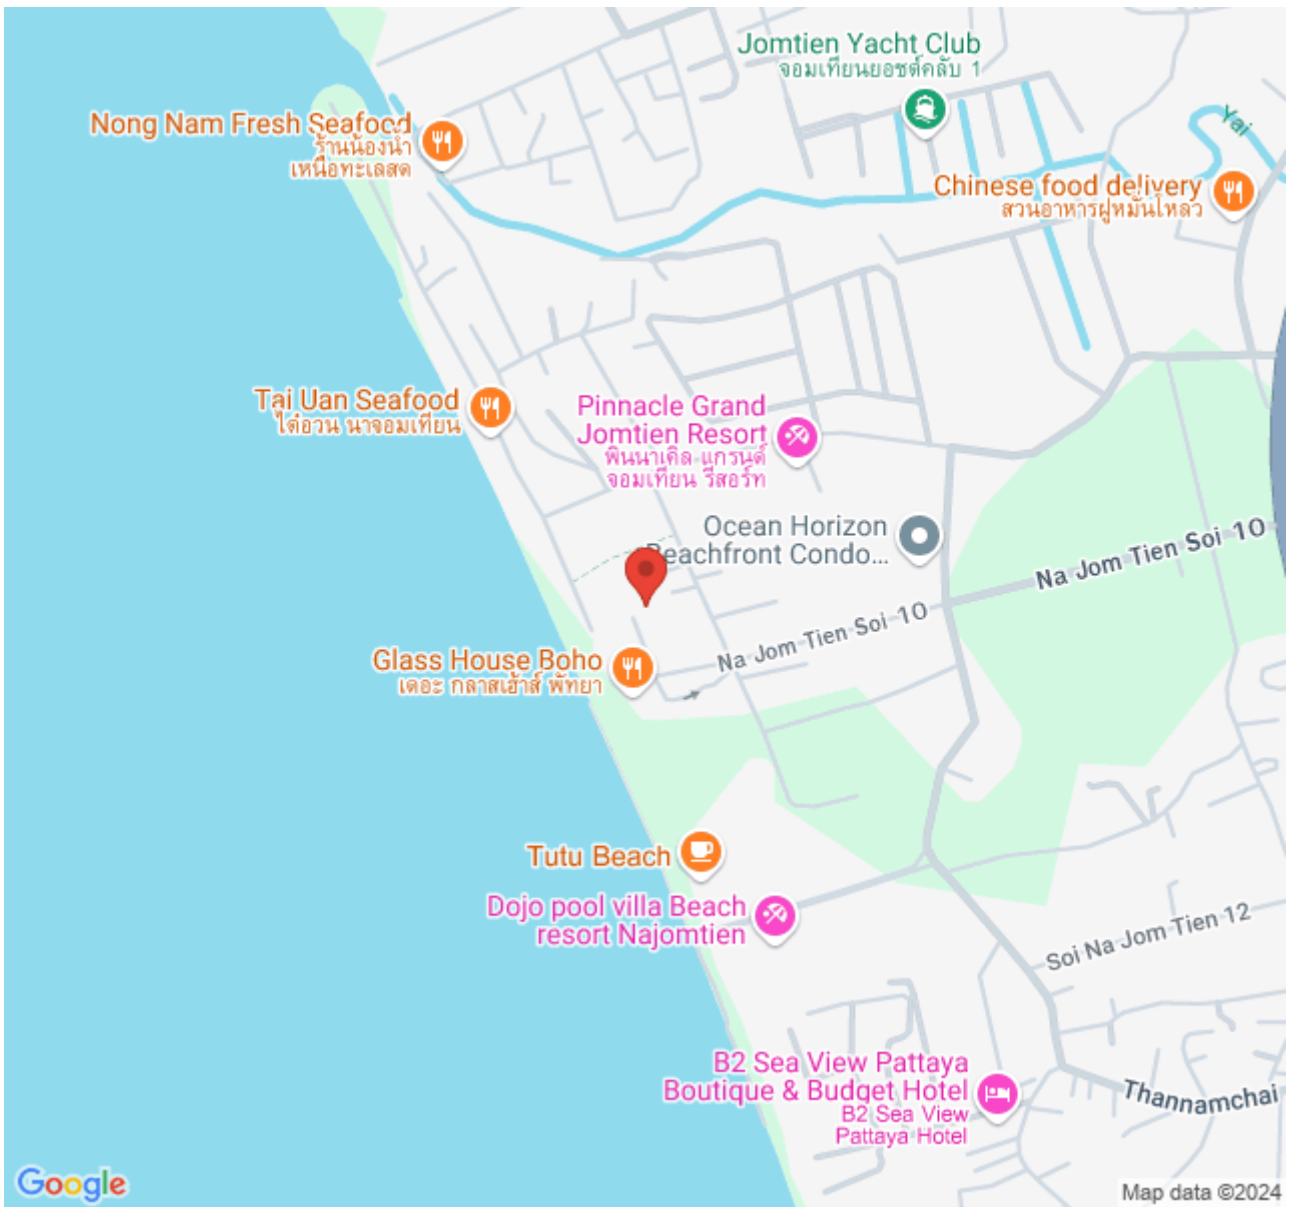 Jomtien Yacht Club
จอมเทียนยอชต์คลับ 1
Nong Nam Fresh Seafood
ร้านน้องน้ำ
เหนือทะเลสด
Yai
Chinese food delivery
สวนอาหารฝูหมั่นโหลว
Tai Uan Seafood
ไต๋อ้วน นาจอมเทียน
Pinnacle Grand
Jomtien Resort
พินนาเคิล แกรนด์
จอมเทียน รีสอร์ท
Ocean Horizon
Beachfront Condo...
Na Jom Tien Soi 10
Na Jom Tien Soi 10
Glass House Boho
เดอะ กลาสเฮ้าส์ พัทยา
Tutu Beach
Dojo pool villa Beach
resort Najomtien
Soi Na Jom Tien 12
B2 Sea View Pattaya
Boutique & Budget Hotel
B2 Sea View
Pattaya Hotel
Thannamchai
Google
Map data ©2024